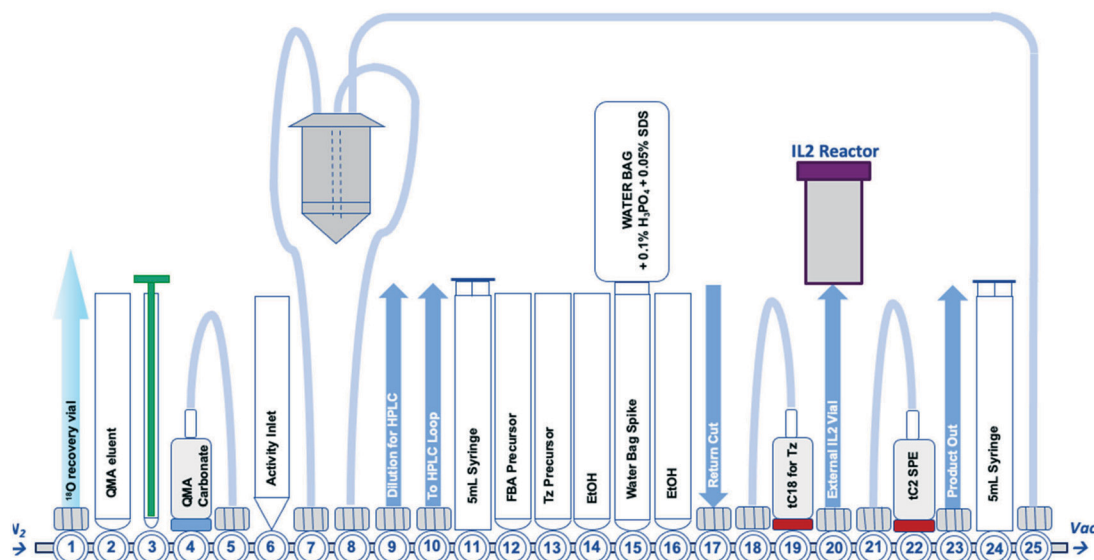 WATER BAG
+ 0.1% H₃PO₄ + 0.05% SDS
IL2 Reactor
¹⁸O recovery vial
QMA eluent
QMA
Carbonate
Activity Inlet
Dilution for HPLC
To HPLC Loop
5mL Syringe
FBA Precursor
Tz Precursor
EtOH
Water Bag Spike
EtOH
Return Cut
tC18 for Tz
External IL2 Vial
tC2 SPE
Product Out
5mL Syringe
N₂
Vac
1 2 3 4 5 6 7 8 9 10 11 12 13 14 15 16 17 18 19 20 21 22 23 24 25